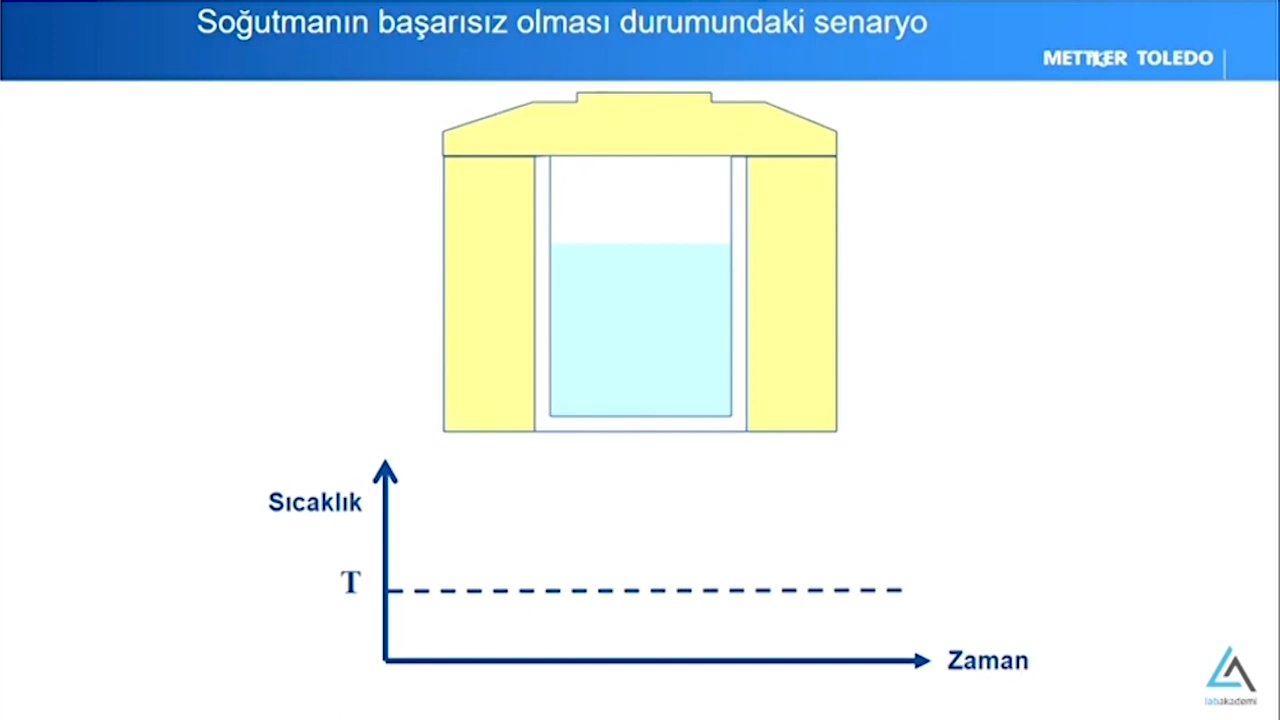 Soğutmanın başarısız olması durumundaki senaryo
METTLER TOLEDO
Sıcaklık
T
Zaman
labakademi